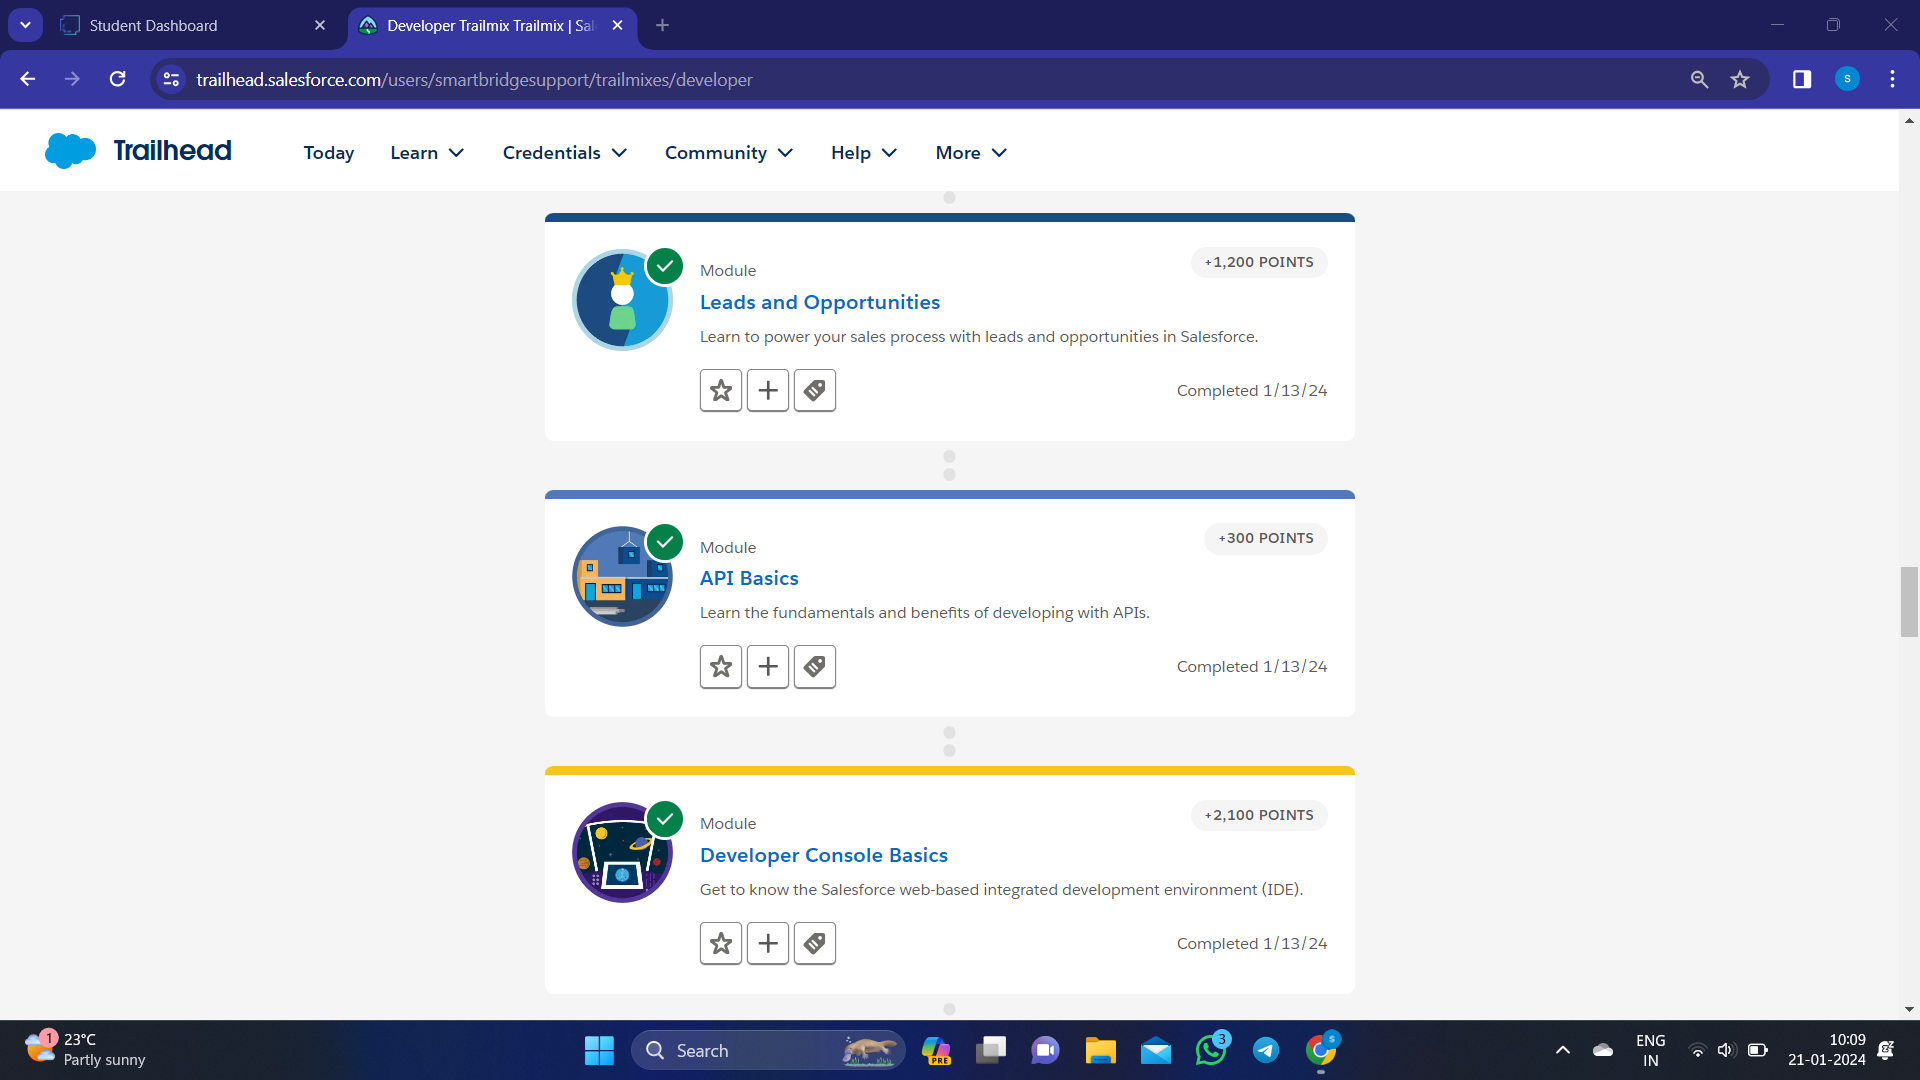 Student Dashboard
Developer Trailmix Trailmix | Sal
trailhead.salesforce.com/users/smartbridgesupport/trailmixes/developer
S
Trailhead
Today
Learn
Credentials
Community
Help
More
Module
+1,200 POINTS
Leads and Opportunities
Learn to power your sales process with leads and opportunities in Salesforce.
Completed 1/13/24
Module
+300 POINTS
API Basics
Learn the fundamentals and benefits of developing with APIs.
Completed 1/13/24
Module
+2,100 POINTS
Developer Console Basics
Get to know the Salesforce web-based integrated development environment (IDE).
Completed 1/13/24
1
23°C
Partly sunny
Search
PRE
3
S
ENG
IN
10:09
21-01-2024